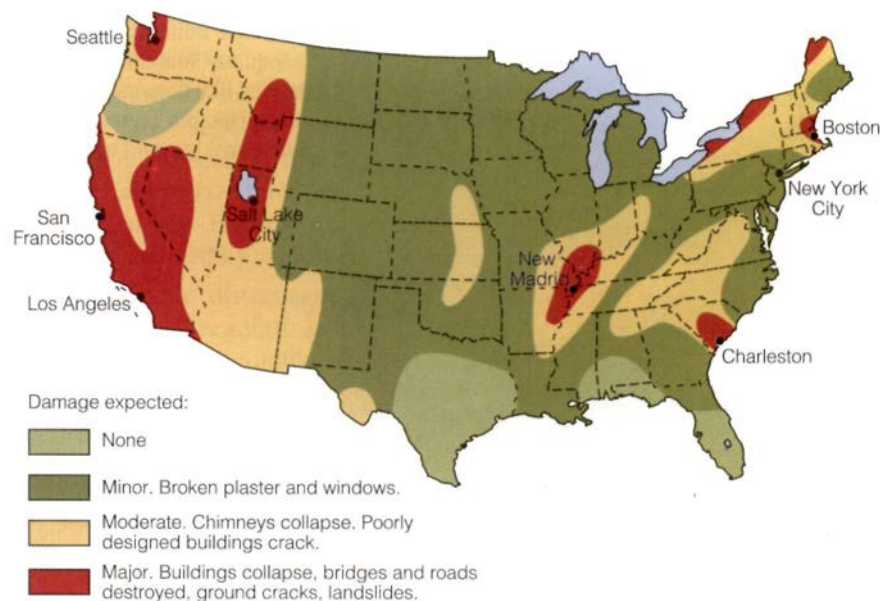 Seattle
Boston
New York
City
San
Francisco
Salt Lake
City
New
Madrid
Los Angeles
Charleston
Damage expected:
None
Minor. Broken plaster and windows.
Moderate. Chimneys collapse. Poorly
designed buildings crack.
Major. Buildings collapse, bridges and roads
destroyed, ground cracks, landslides.